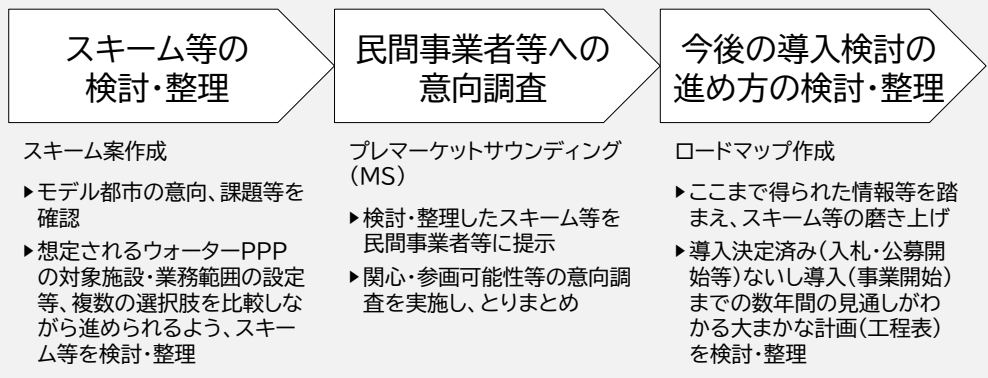 スキーム等の
検討・整理
民間事業者等への
意向調査
今後の導入検討の
進め方の検討・整理
スキーム案作成
▶モデル都市の意向、課題等を
確認
▶想定されるウォーターPPP
の対象施設・業務範囲の設定
等、複数の選択肢を比較しな
がら進められるよう、スキー
ム等を検討・整理
プレマーケットサウンディング
(MS)
▶検討・整理したスキーム等を
民間事業者等に提示
▶関心・参画可能性等の意向調
査を実施し、とりまとめ
ロードマップ作成
▶ここまで得られた情報等を踏
まえ、スキーム等の磨き上げ
▶導入決定済み(入札・公募開
始等)ないし導入(事業開始)
までの数年間の見通しがわ
かる大まかな計画(工程表)
を検討・整理